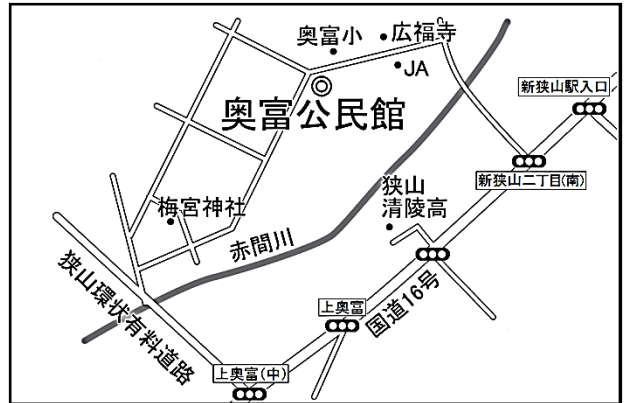 奥富小
広福寺
JA
新狭山駅入口
奥富公民館
新狭山二丁目(南)
狭山
清陵高
梅宮神社
赤間川
狭山環状有料道路
国道16号
上奥富
上奥富(中)